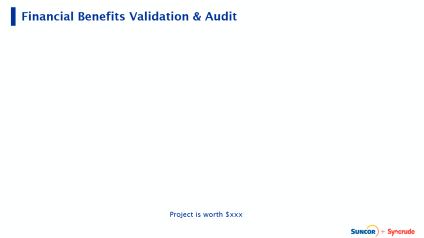 Financial Benefits Validation & Audit
Project is worth $xxx
SUNCOR + Syncrude